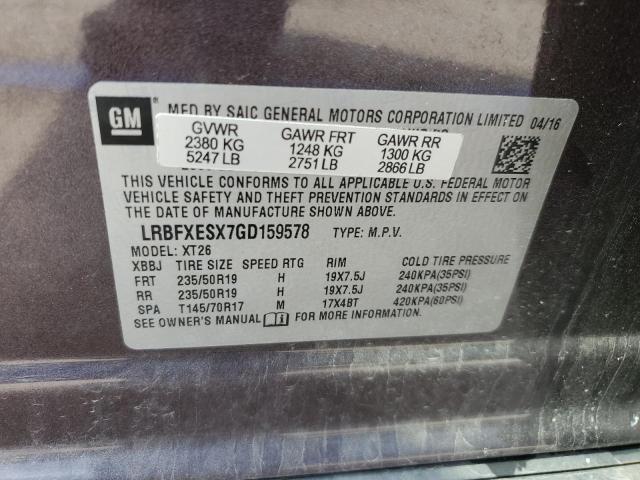 GM
MFD BY SAIC GENERAL MOTORS CORPORATION LIMITED 04/16
GVWR GAWR FRT GAWR RR
2380 KG 1248 KG 1300 KG
5247 LB 2751 LB 2866 LB
THIS VEHICLE CONFORMS TO ALL APPLICABLE U.S. FEDERAL MOTOR
VEHICLE SAFETY AND THEFT PREVENTION STANDARDS IN EFFECT ON
THE DATE OF MANUFACTURE SHOWN ABOVE.
LRBFXESX7GD159578 TYPE: M.P.V.
MODEL: XT26
XBBJ TIRE SIZE SPEED RTG RIM COLD TIRE PRESSURE
FRT 235/50R19 H 19X7.5J 240KPA(35PSI)
RR 235/50R19 H 19X7.5J 240KPA(35PSI)
SPA T145/70R17 M 17X4BT 420KPA(60PSI)
SEE OWNER'S MANUAL FOR MORE INFORMATION.